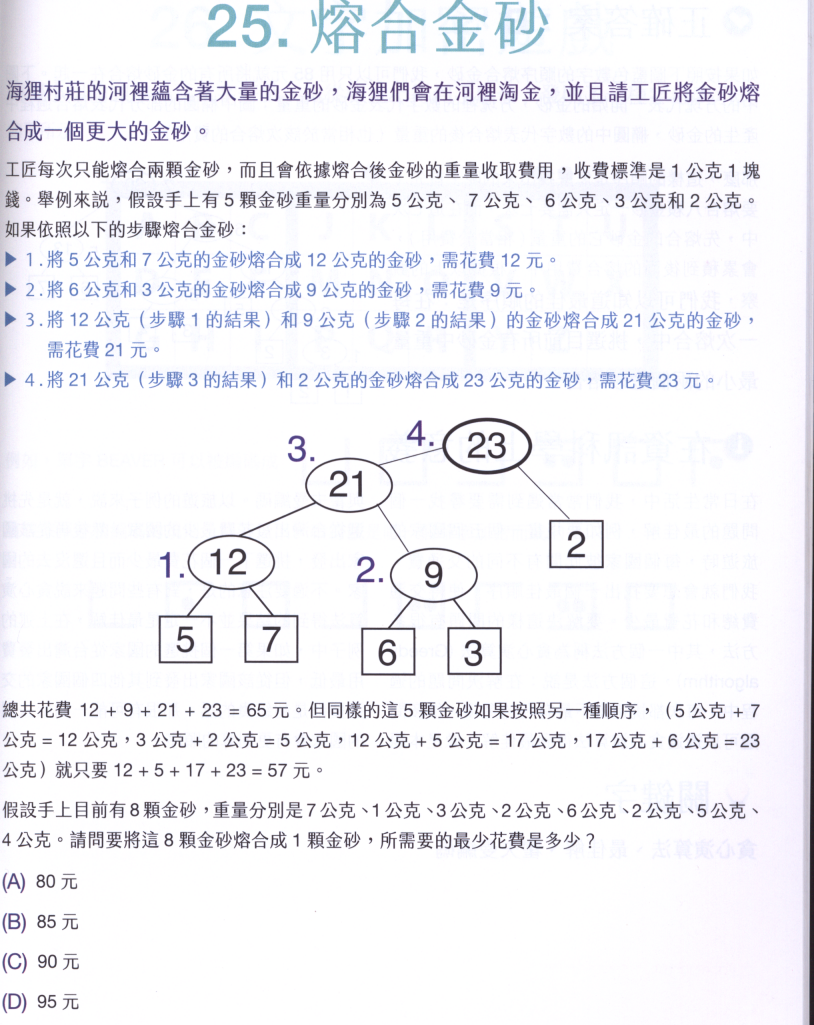 25. 熔合金砂
海狸村莊的河裡蘊含著大量的金砂，海狸們會在河裡淘金，並且請工匠將金砂熔
合成一個更大的金砂。
工匠每次只能熔合兩顆金砂，而且會依據熔合後金砂的重量收取費用，收費標準是 1 公克 1 塊
錢。舉例來説，假設手上有 5 顆金砂重量分別為 5 公克、 7 公克、 6 公克、3 公克和 2 公克。
如果依照以下的步驟熔合金砂：
▶ 1.將 5 公克和 7 公克的金砂熔合成 12 公克的金砂，需花費 12 元。
▶ 2.將 6 公克和 3 公克的金砂熔合成 9 公克的金砂，需花費 9 元。
▶ 3.將 12 公克（步驟 1 的結果）和 9 公克（步驟 2 的結果）的金砂熔合成 21 公克的金砂，
需花費 21 元。
▶ 4.將 21 公克（步驟 3 的結果）和 2 公克的金砂熔合成 23 公克的金砂，需花費 23 元。
4. 23
3. 21
2
1. 12
2. 9
5 7 6 3
總共花費 12 + 9 + 21 + 23 = 65 元。但同樣的這 5 顆金砂如果按照另一種順序，（5 公克 + 7
公克 = 12 公克，3 公克 + 2 公克 = 5 公克，12 公克 + 5 公克 = 17 公克，17 公克 + 6 公克 = 23
公克）就只要 12 + 5 + 17 + 23 = 57 元。
假設手上目前有 8 顆金砂，重量分別是 7 公克、1 公克、3 公克、2 公克、6 公克、2 公克、5 公克、
4 公克。請問要將這 8 顆金砂熔合成 1 顆金砂，所需要的最少花費是多少？
(A) 80 元
(B) 85 元
(C) 90 元
(D) 95 元